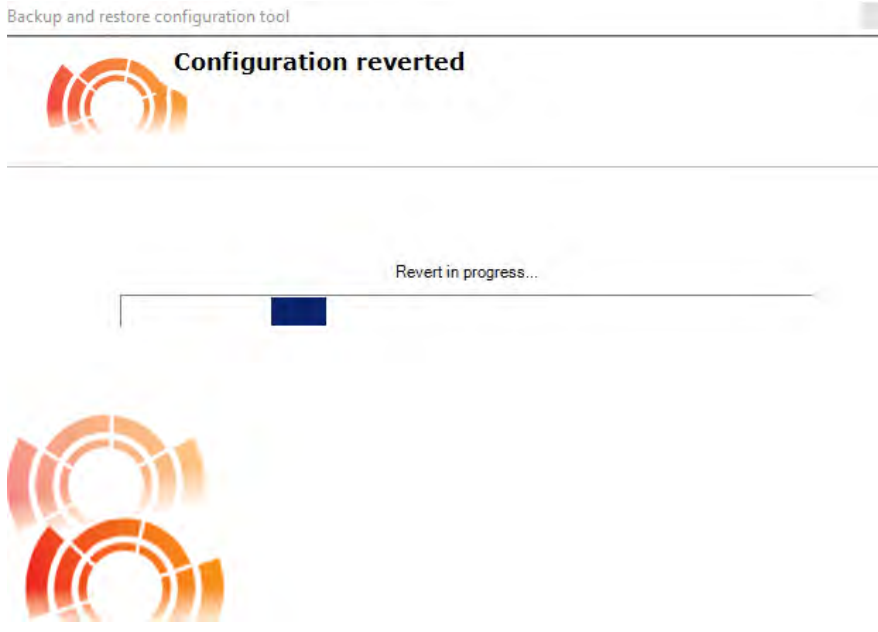 Backup and restore configuration tool
Configuration reverted
Revert in progress...